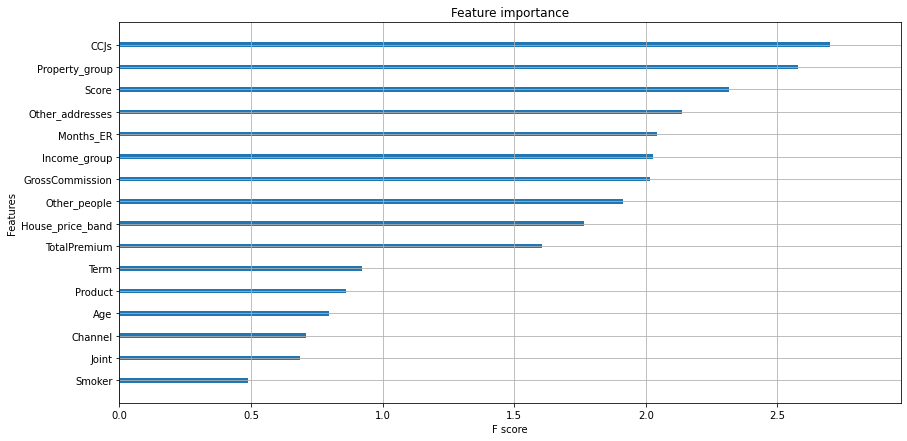 Feature importance
Features
CCJs
Property_group
Score
Other_addresses
Months_ER
Income_group
GrossCommission
Other_people
House_price_band
TotalPremium
Term
Product
Age
Channel
Joint
Smoker
0.0 0.5 1.0 1.5 2.0 2.5
F score